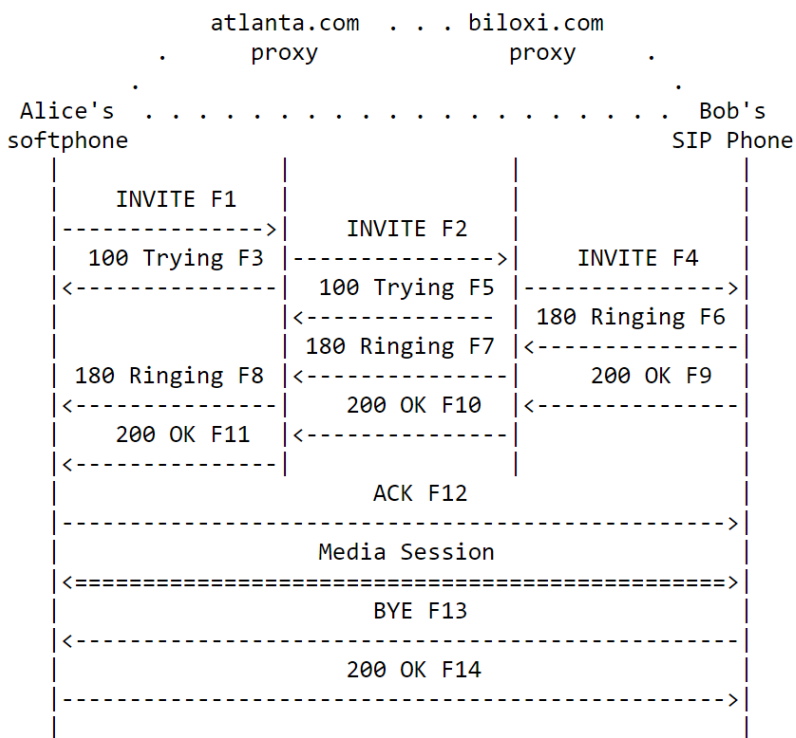 atlanta.com . . . biloxi.com
. proxy proxy .
. .
Alice's . . . . . . . . . . . . . . . . . . . . Bob's
softphone SIP Phone
| | | |
| INVITE F1 | | |
|--------------->| INVITE F2 | |
| 100 Trying F3 |--------------->| INVITE F4 |
|<---------------| 100 Trying F5 |--------------->|
| |<-------------- | 180 Ringing F6 |
| | 180 Ringing F7 |<---------------|
| 180 Ringing F8 |<---------------| 200 OK F9 |
|<---------------| 200 OK F10 |<---------------|
| 200 OK F11 |<---------------| |
|<---------------| | |
| ACK F12 |
|------------------------------------------------->|
| Media Session |
|<================================================>|
| BYE F13 |
|<-------------------------------------------------|
| 200 OK F14 |
|------------------------------------------------->|
| |